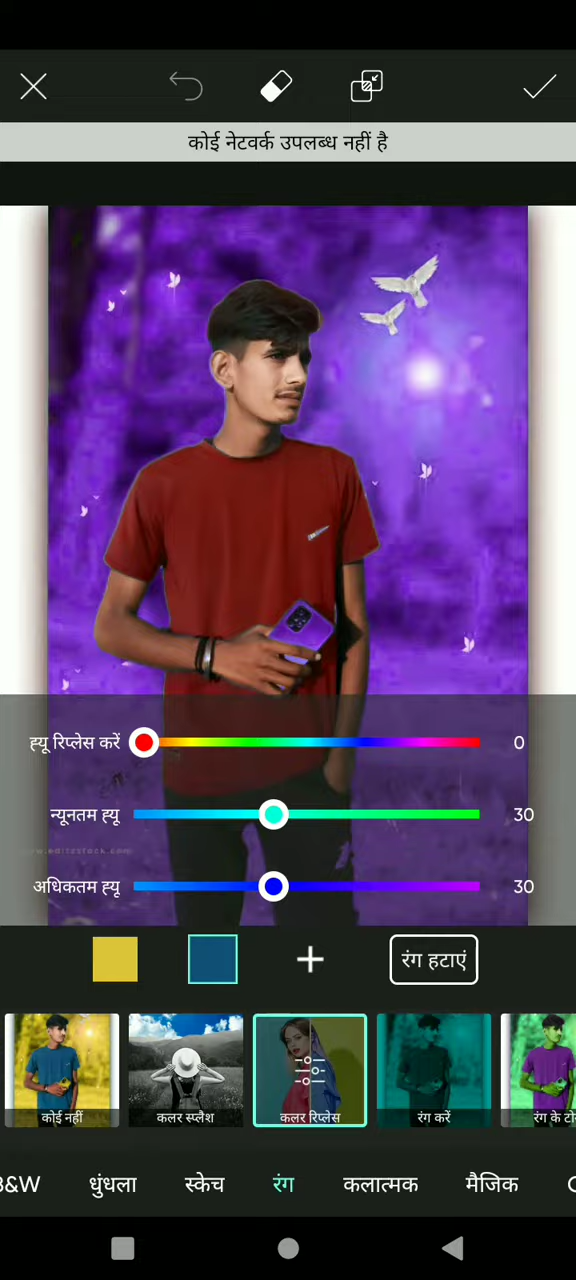 कोई नेटवर्क उपलब्ध नहीं है
ह्यू रिप्लेस करें 0
न्यूनतम ह्यू 30
अधिकतम ह्यू 30
रंग हटाएं
कोई नहीं कलर स्प्लैश कलर रिप्लेस रंग करें रंग के
B&W धुंधला स्केच रंग कलात्मक मैजिक